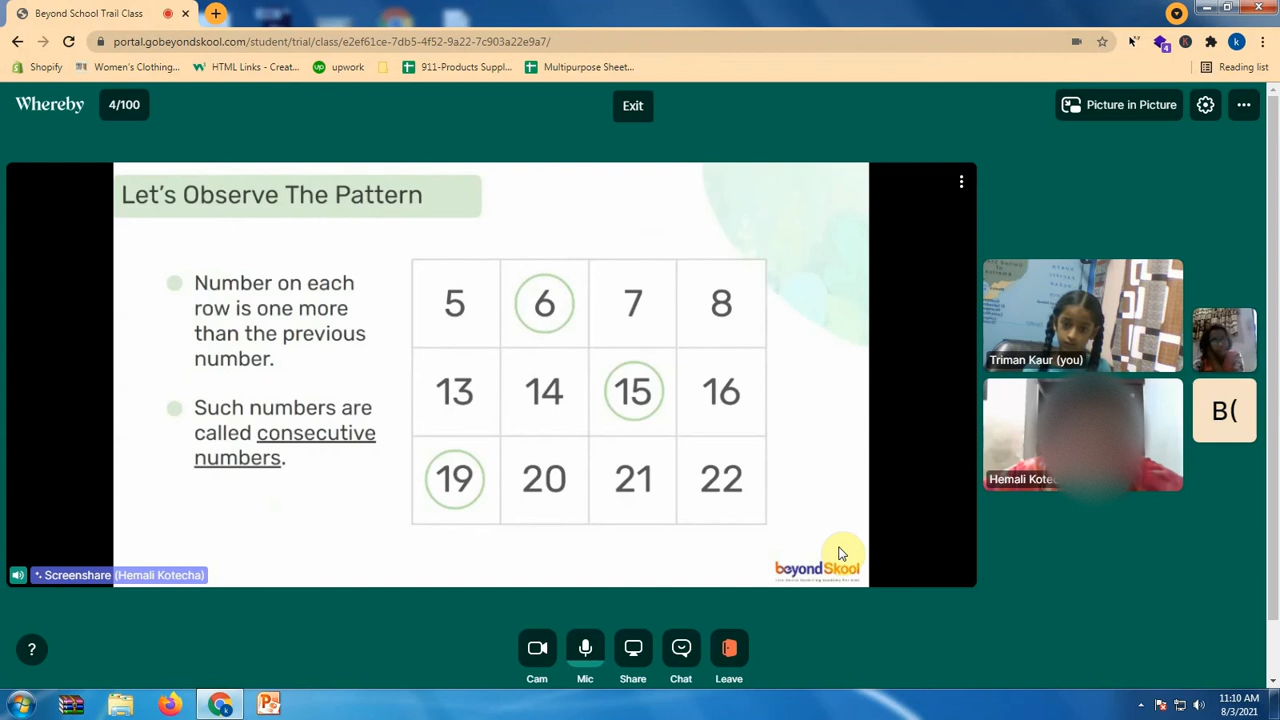 Beyond School Trail Class
portal.gobeyondskool.com/student/trial/class/e2ef61ce-7db5-4f52-9a22-7c903a22e9a7/
4
k
Shopify
Women's Clothing...
HTML Links - Creat...
upwork
911-Products Suppl...
Multipurpose Sheet...
Reading list
Whereby
4/100
Exit
Picture in Picture
Let's Observe The Pattern
Number on each
row is one more
than the previous
number.
Such numbers are
called consecutive
numbers.
5 6 7 8
13 14 15 16
19 20 21 22
beyondSkool
Screenshare (Hemali Kotecha)
Triman Kaur (you)
Hemali Kotec
B(
?
Cam
Mic
Share
Chat
Leave
11:10 AM
8/3/2021